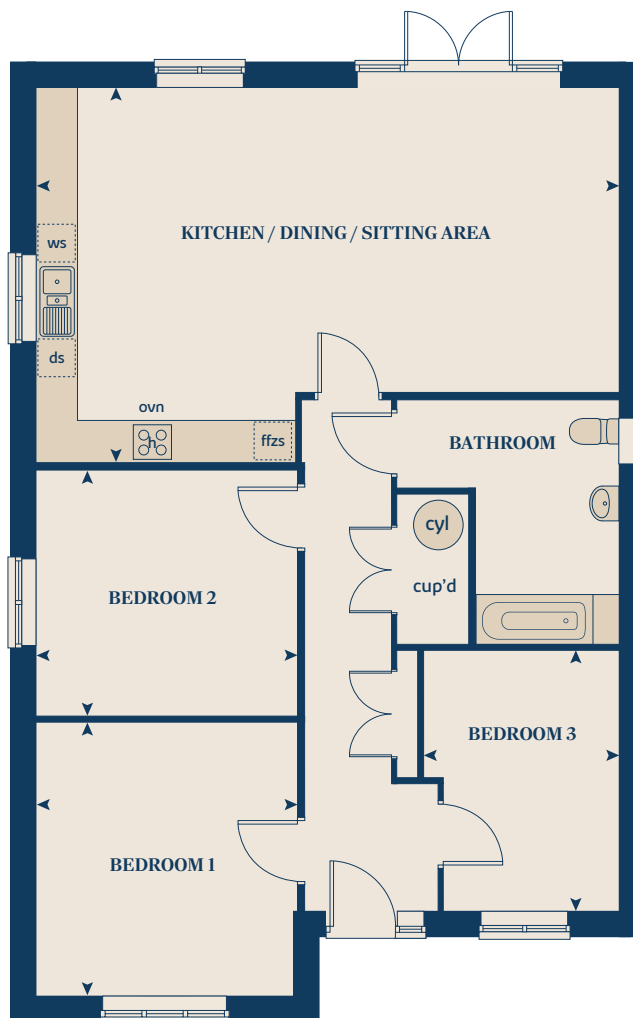 KITCHEN / DINING / SITTING AREA
ws
ds
ovn
h
ffzs
BATHROOM
cyl
cup'd
BEDROOM 2
BEDROOM 3
BEDROOM 1